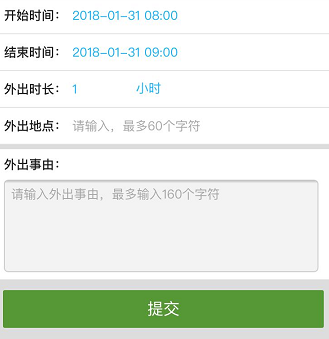 开始时间： 2018-01-31 08:00
结束时间： 2018-01-31 09:00
外出时长： 1 小时
外出地点： 请输入，最多60个字符
外出事由：
请输入外出事由，最多输入160个字符
提交